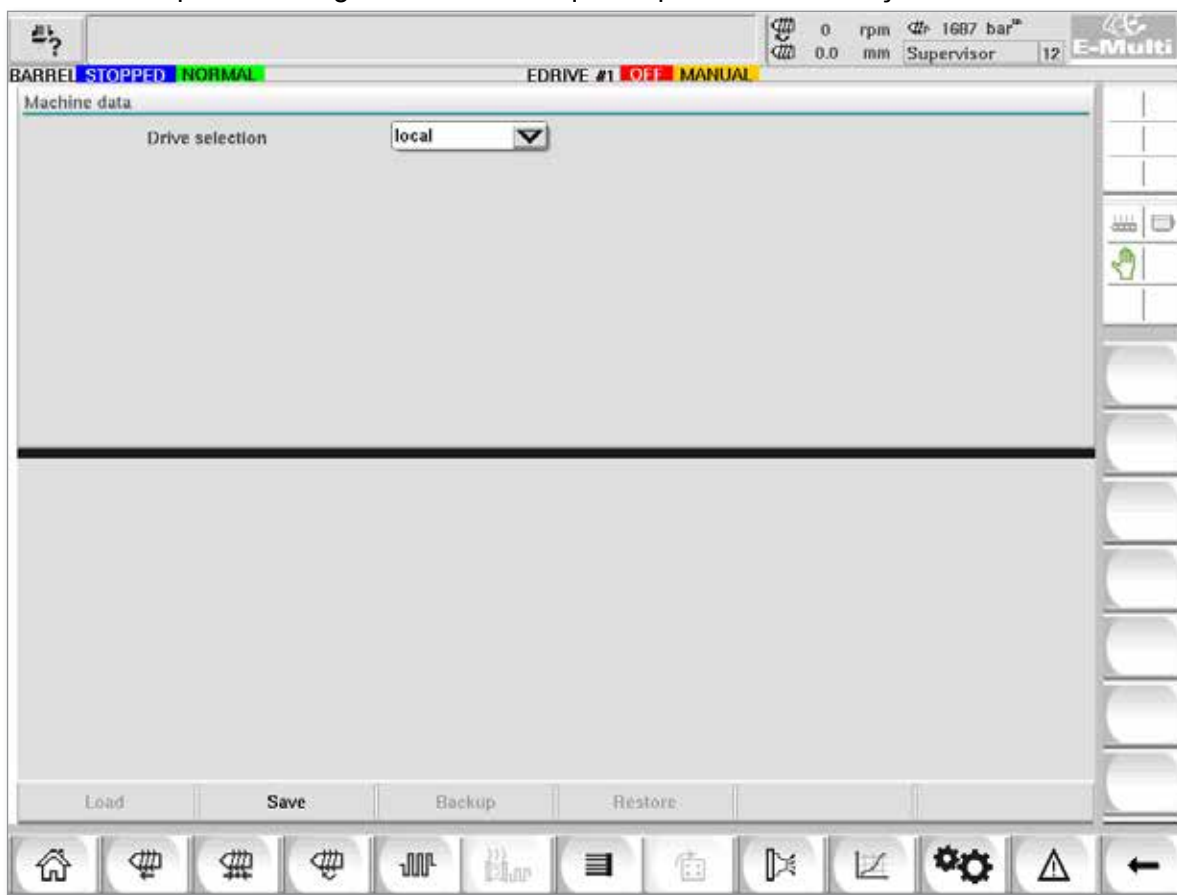 0 rpm 1687 bar
E-Multi
0.0 mm Supervisor 12
BARREL STOPPED NORMAL EDRIVE #1 OFF MANUAL
Machine data
Drive selection local
Load Save Backup Restore